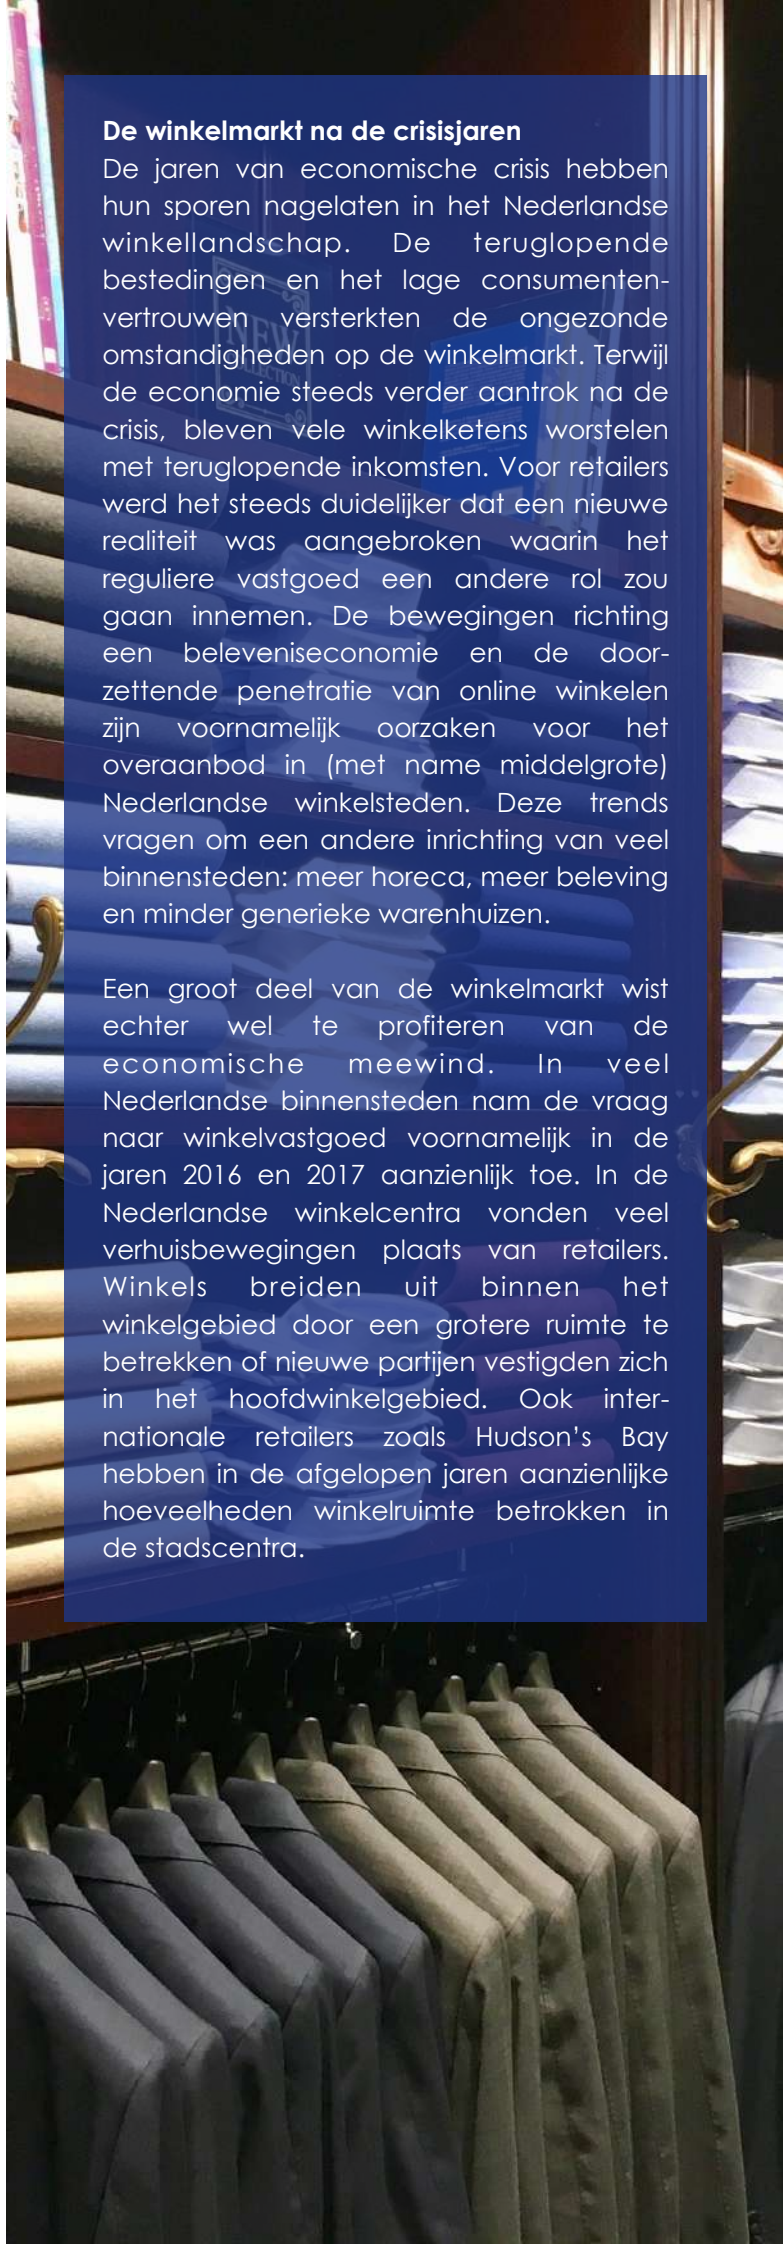 De winkelmarkt na de crisisjaren
De jaren van economische crisis hebben
hun sporen nagelaten in het Nederlandse
winkellandschap. De teruglopende
bestedingen en het lage consumenten-
vertrouwen versterkten de ongezonde
omstandigheden op de winkelmarkt. Terwijl
de economie steeds verder aantrok na de
crisis, bleven vele winkelketens worstelen
met teruglopende inkomsten. Voor retailers
werd het steeds duidelijker dat een nieuwe
realiteit was aangebroken waarin het
reguliere vastgoed een andere rol zou
gaan innemen. De bewegingen richting
een beleveniseconomie en de door-
zettende penetratie van online winkelen
zijn voornamelijk oorzaken voor het
overaanbod in (met name middelgrote)
Nederlandse winkelsteden. Deze trends
vragen om een andere inrichting van veel
binnensteden: meer horeca, meer beleving
en minder generieke warenhuizen.
Een groot deel van de winkelmarkt wist
echter wel te profiteren van de
economische meewind. In veel
Nederlandse binnensteden nam de vraag
naar winkelvastgoed voornamelijk in de
jaren 2016 en 2017 aanzienlijk toe. In de
Nederlandse winkelcentra vonden veel
verhuisbewegingen plaats van retailers.
Winkels breiden uit binnen het
winkelgebied door een grotere ruimte te
betrekken of nieuwe partijen vestigden zich
in het hoofdwinkelgebied. Ook inter-
nationale retailers zoals Hudson's Bay
hebben in de afgelopen jaren aanzienlijke
hoeveelheden winkelruimte betrokken in
de stadscentra.
NEW